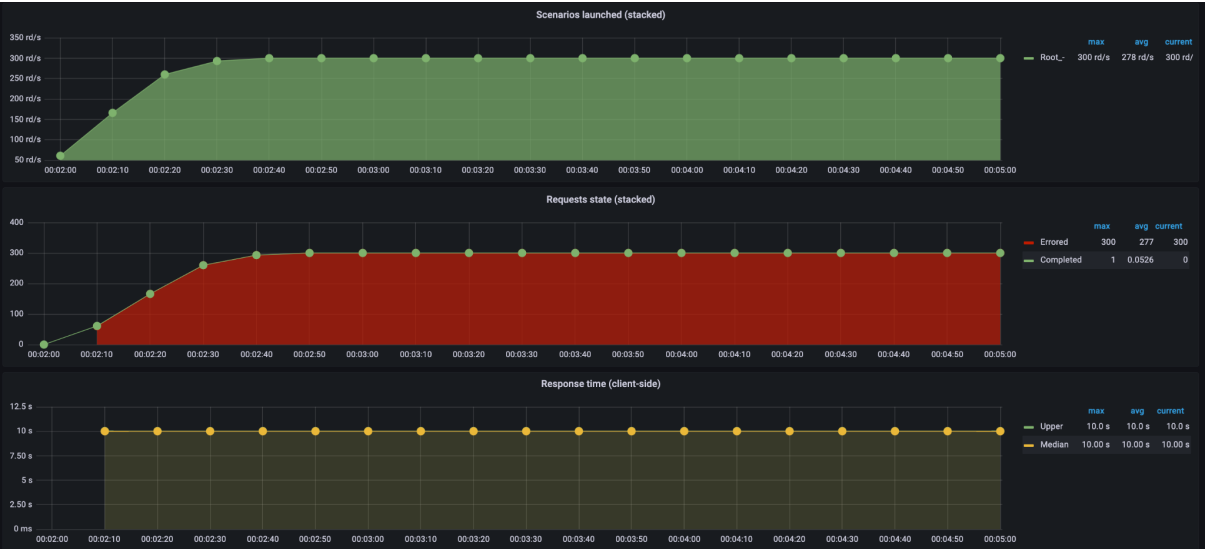 Scenarios launched (stacked)
350 rd/s
300 rd/s
250 rd/s
200 rd/s
150 rd/s
100 rd/s
50 rd/s
00:02:00 00:02:10 00:02:20 00:02:30 00:02:40 00:02:50 00:03:00 00:03:10 00:03:20 00:03:30 00:03:40 00:03:50 00:04:00 00:04:10 00:04:20 00:04:30 00:04:40 00:04:50 00:05:00
max avg current
Root_- 300 rd/s 278 rd/s 300 rd/
Requests state (stacked)
400
300
200
100
0
00:02:00 00:02:10 00:02:20 00:02:30 00:02:40 00:02:50 00:03:00 00:03:10 00:03:20 00:03:30 00:03:40 00:03:50 00:04:00 00:04:10 00:04:20 00:04:30 00:04:40 00:04:50 00:05:00
max avg current
Errored 300 277 300
Completed 1 0.0526 0
Response time (client-side)
12.5 s
10 s
7.50 s
5 s
2.50 s
0 ms
00:02:00 00:02:10 00:02:20 00:02:30 00:02:40 00:02:50 00:03:00 00:03:10 00:03:20 00:03:30 00:03:40 00:03:50 00:04:00 00:04:10 00:04:20 00:04:30 00:04:40 00:04:50 00:05:00
max avg current
Upper 10.0 s 10.0 s 10.0 s
Median 10.00 s 10.00 s 10.00 s